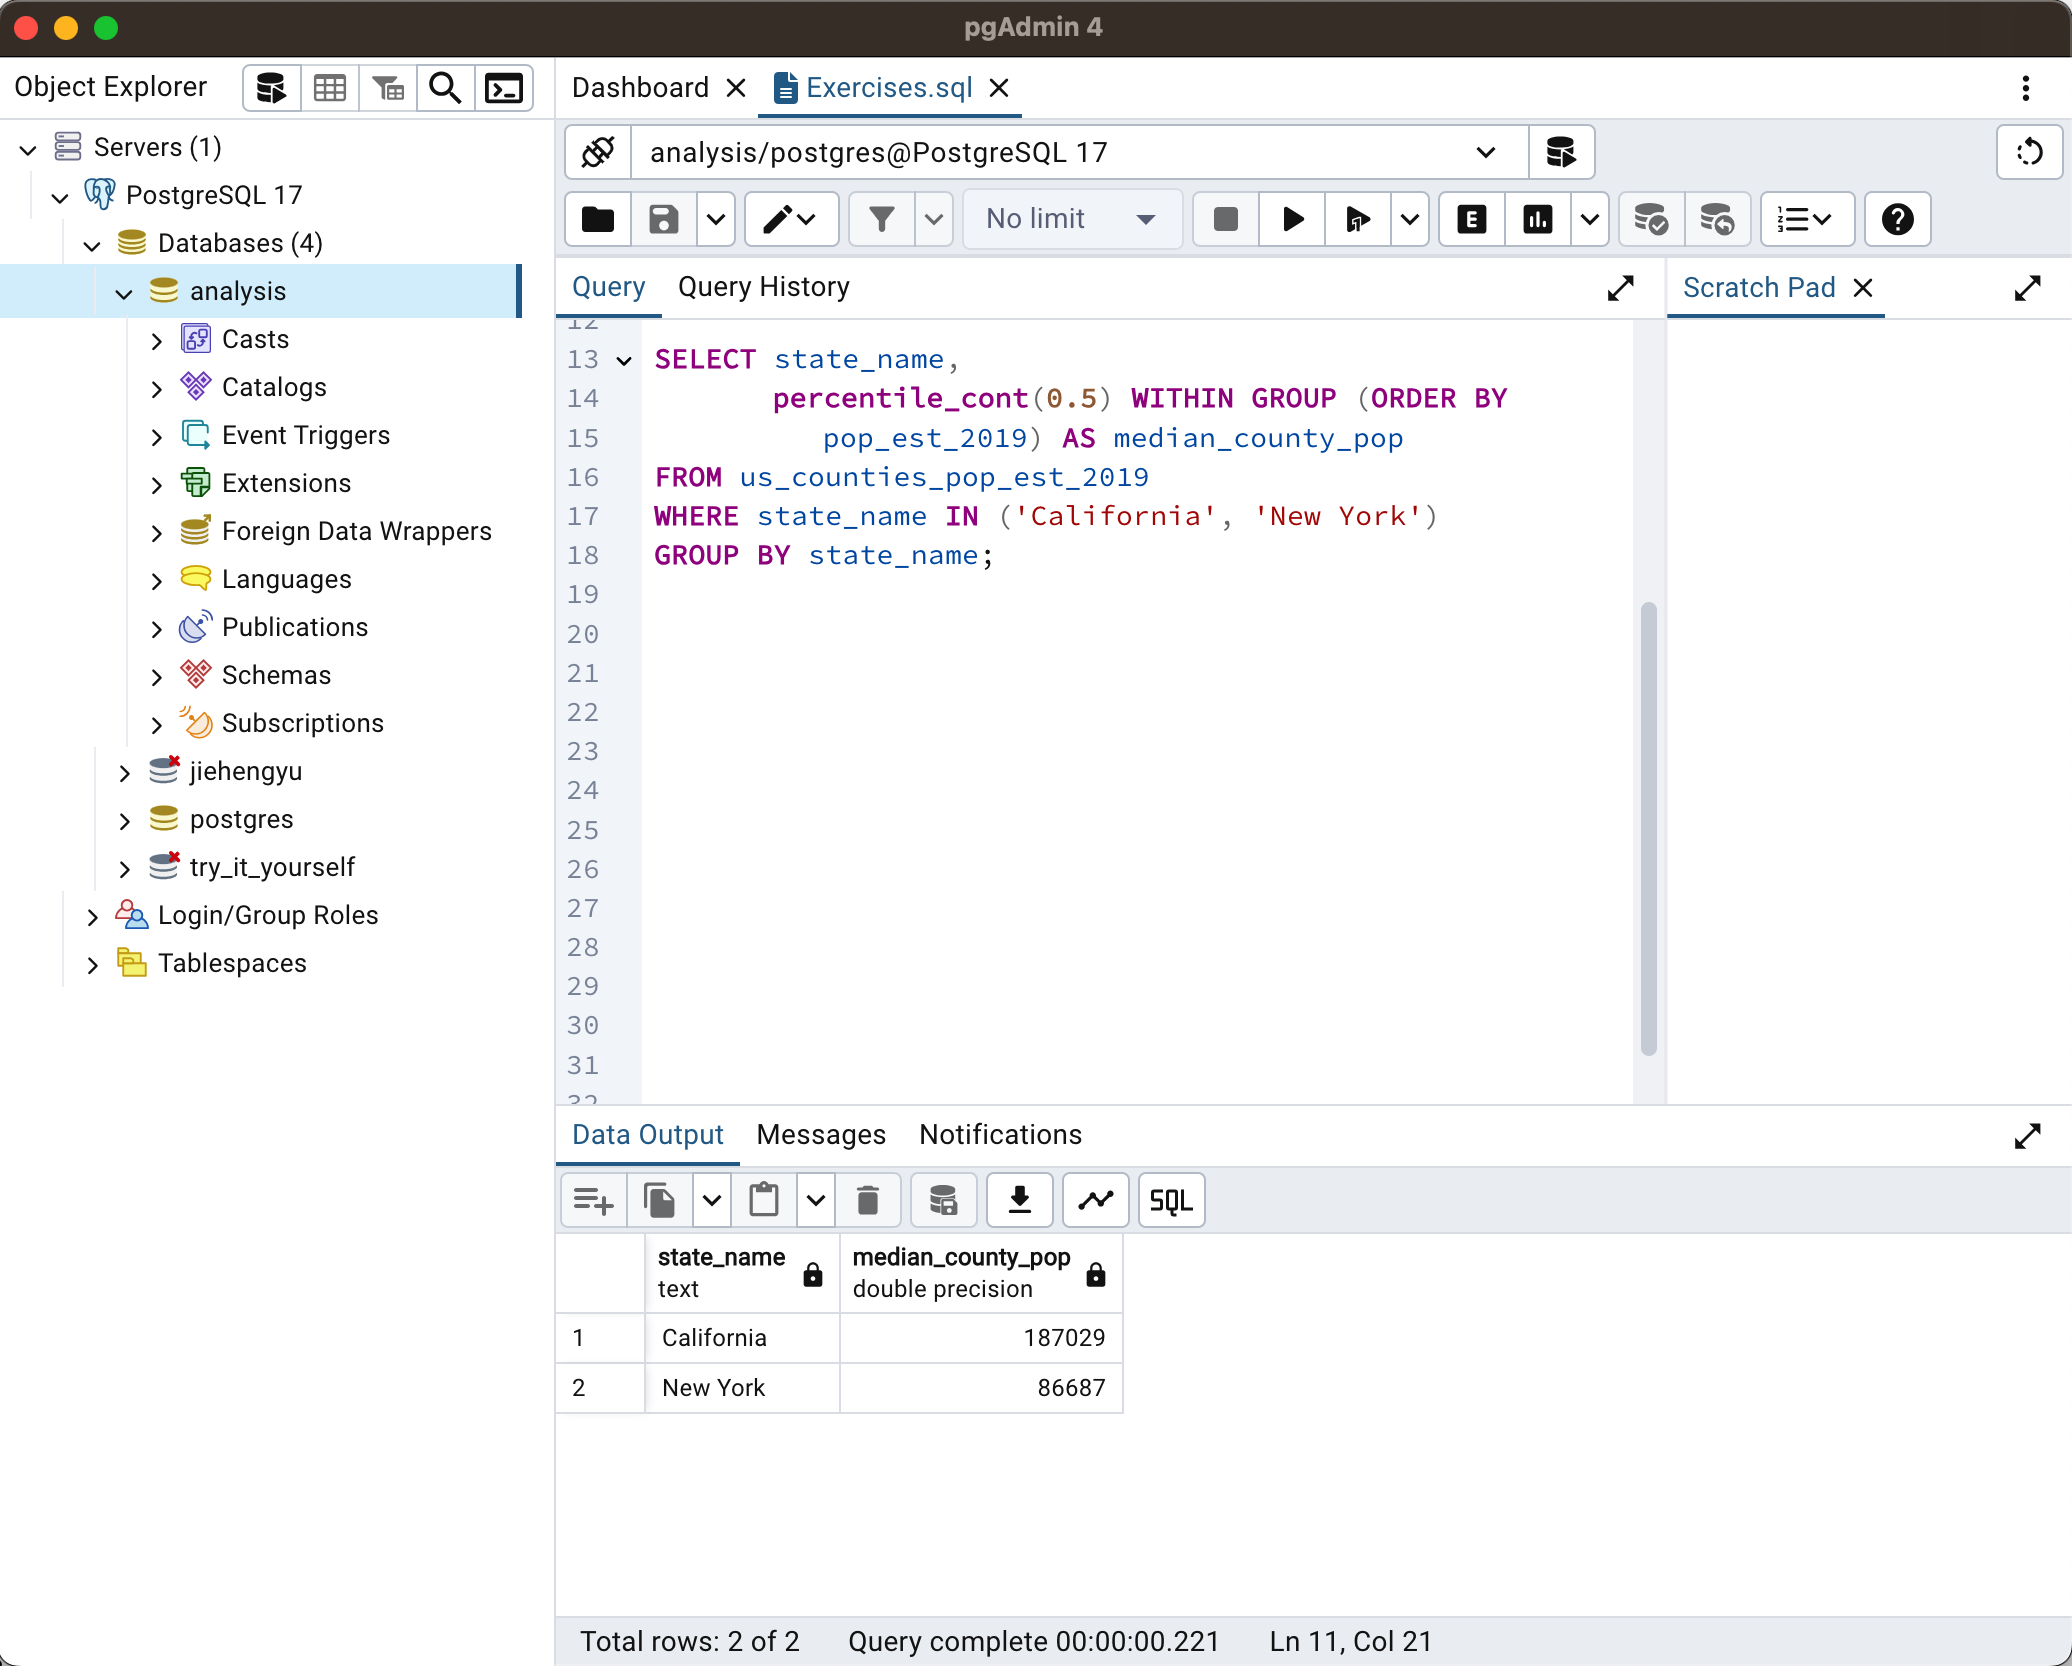 pgAdmin 4
Object Explorer
Servers (1)
PostgreSQL 17
Databases (4)
analysis
Casts
Catalogs
Event Triggers
Extensions
Foreign Data Wrappers
Languages
Publications
Schemas
Subscriptions
jiehengyu
postgres
try_it_yourself
Login/Group Roles
Tablespaces
Dashboard Exercises.sql
analysis/postgres@PostgreSQL 17
No limit E
Query Query History
Scratch Pad
12
13 SELECT state_name,
14 percentile_cont(0.5) WITHIN GROUP (ORDER BY
15 pop_est_2019) AS median_county_pop
16 FROM us_counties_pop_est_2019
17 WHERE state_name IN ('California', 'New York')
18 GROUP BY state_name;
19
20
21
22
23
24
25
26
27
28
29
30
31
32
Data Output Messages Notifications
SQL
state_name median_county_pop
text double precision
1 California 187029
2 New York 86687
Total rows: 2 of 2 Query complete 00:00:00.221 Ln 11, Col 21